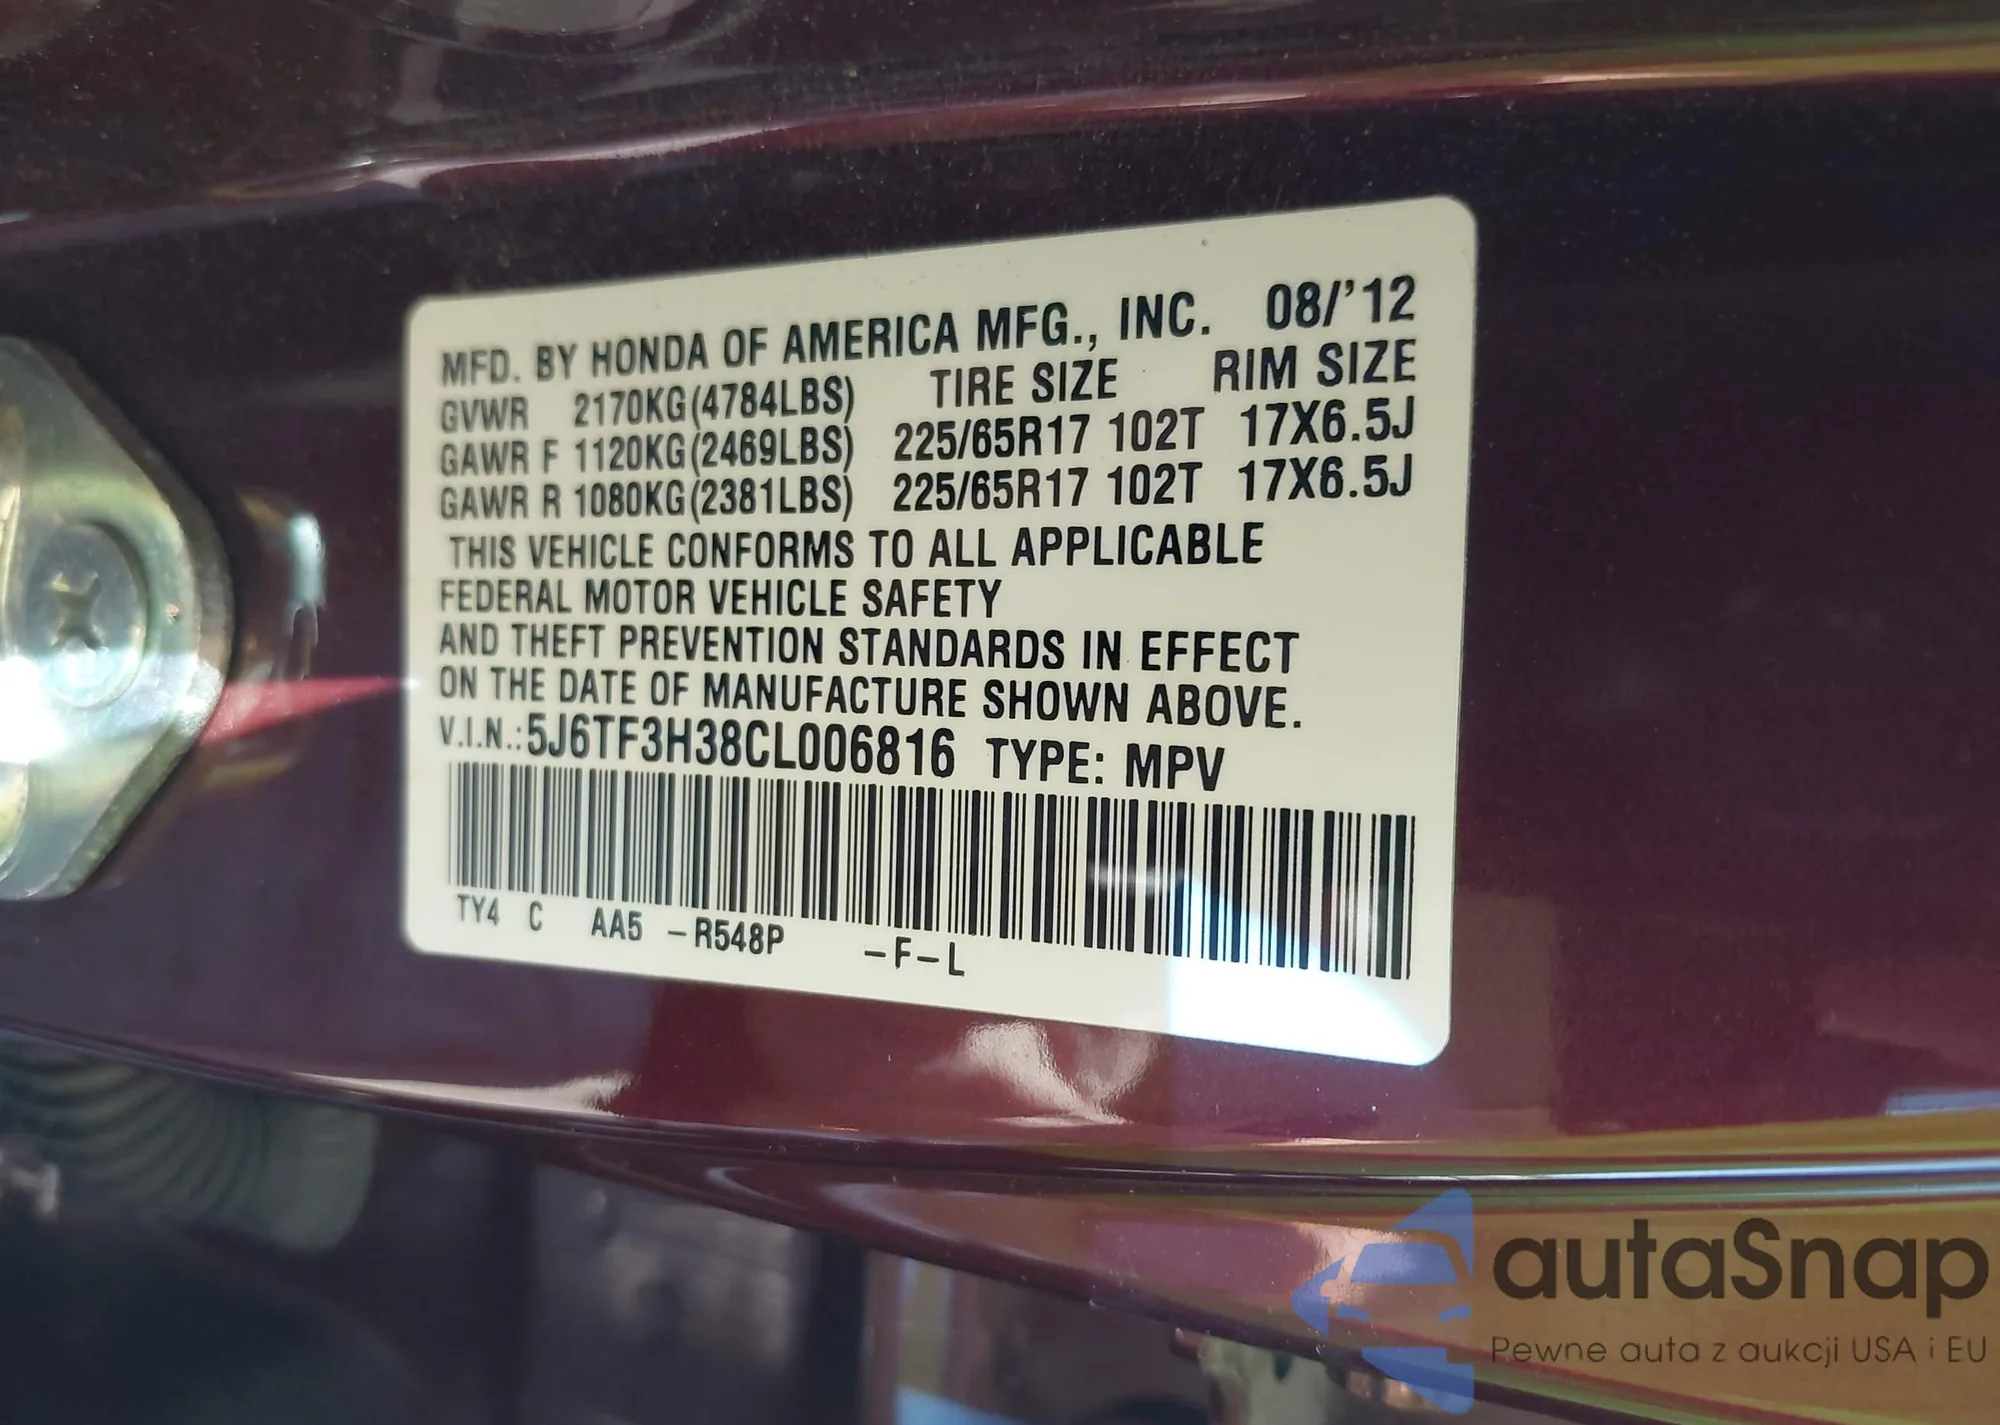 MFD. BY HONDA OF AMERICA MFG., INC. 08/'12
GVWR 2170KG(4784LBS) TIRE SIZE RIM SIZE
GAWR F 1120KG(2469LBS) 225/65R17 102T 17X6.5J
GAWR R 1080KG(2381LBS) 225/65R17 102T 17X6.5J
THIS VEHICLE CONFORMS TO ALL APPLICABLE
FEDERAL MOTOR VEHICLE SAFETY
AND THEFT PREVENTION STANDARDS IN EFFECT
ON THE DATE OF MANUFACTURE SHOWN ABOVE.
V.I.N.: 5J6TF3H38CL006816 TYPE: MPV
TY4 C AA5 -R548P -F-L
autaSnap
Pewne auta z aukcji USA i EU